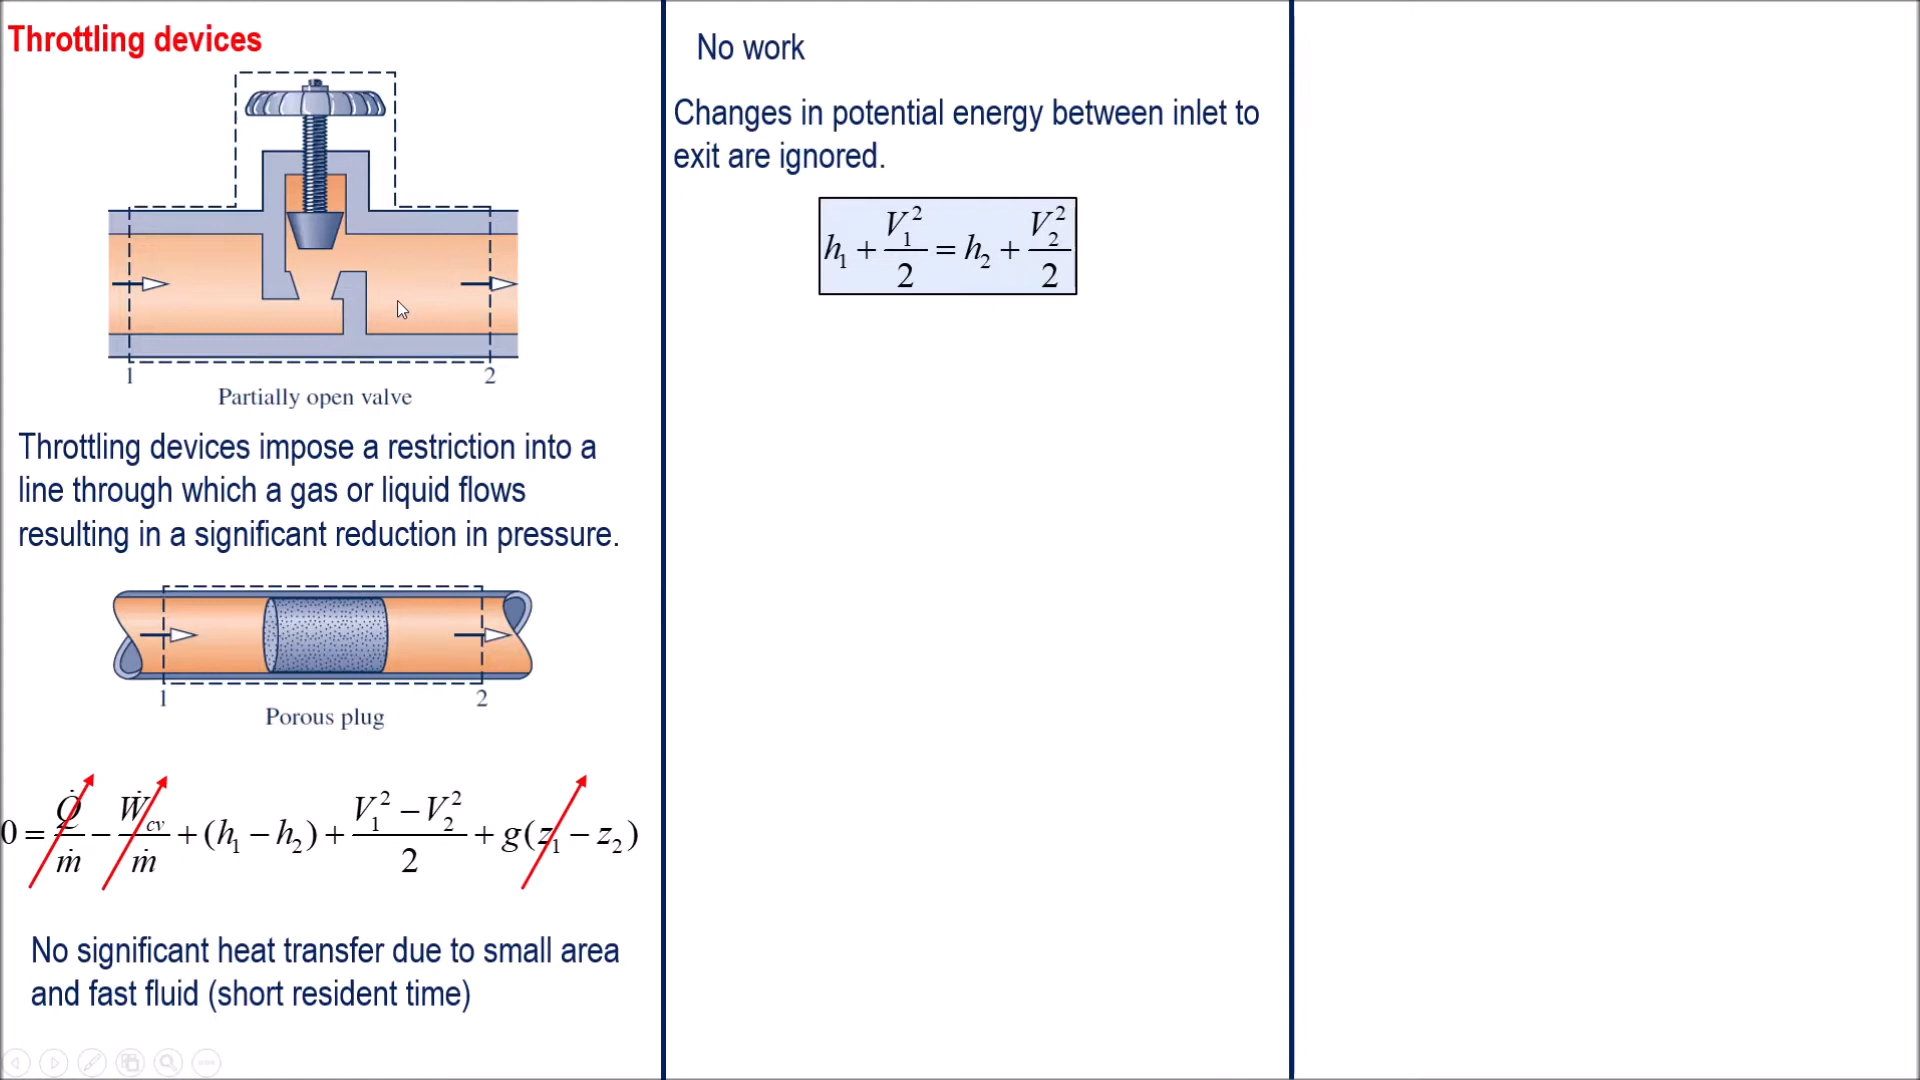 Throttling devices
1
2
Partially open valve
Throttling devices impose a restriction into a
line through which a gas or liquid flows
resulting in a significant reduction in pressure.
1
2
Porous plug
0 = Q̇/ṁ − Ẇcv/ṁ + (h₁ − h₂) + (V₁² − V₂²)/2 + g(z₁ − z₂)
No significant heat transfer due to small area
and fast fluid (short resident time)
No work
Changes in potential energy between inlet to
exit are ignored.
h₁ + V₁²/2 = h₂ + V₂²/2